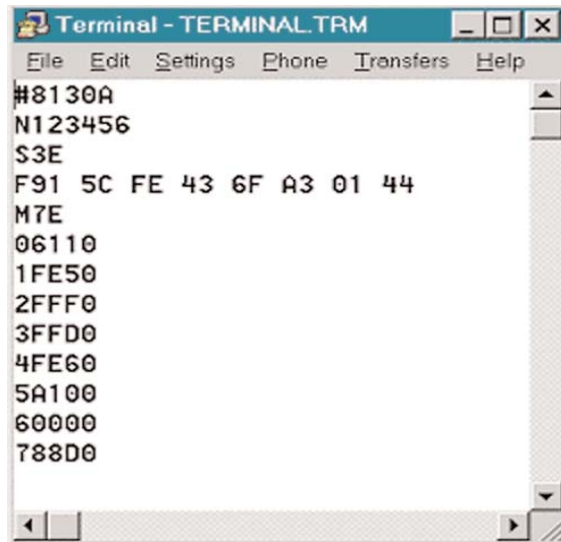 Terminal - TERMINAL.TRM
File Edit Settings Phone Transfers Help
#8130A
N123456
S3E
F91 5C FE 43 6F A3 01 44
M7E
06110
1FE50
2FFF0
3FFD0
4FE60
5A100
60000
788D0